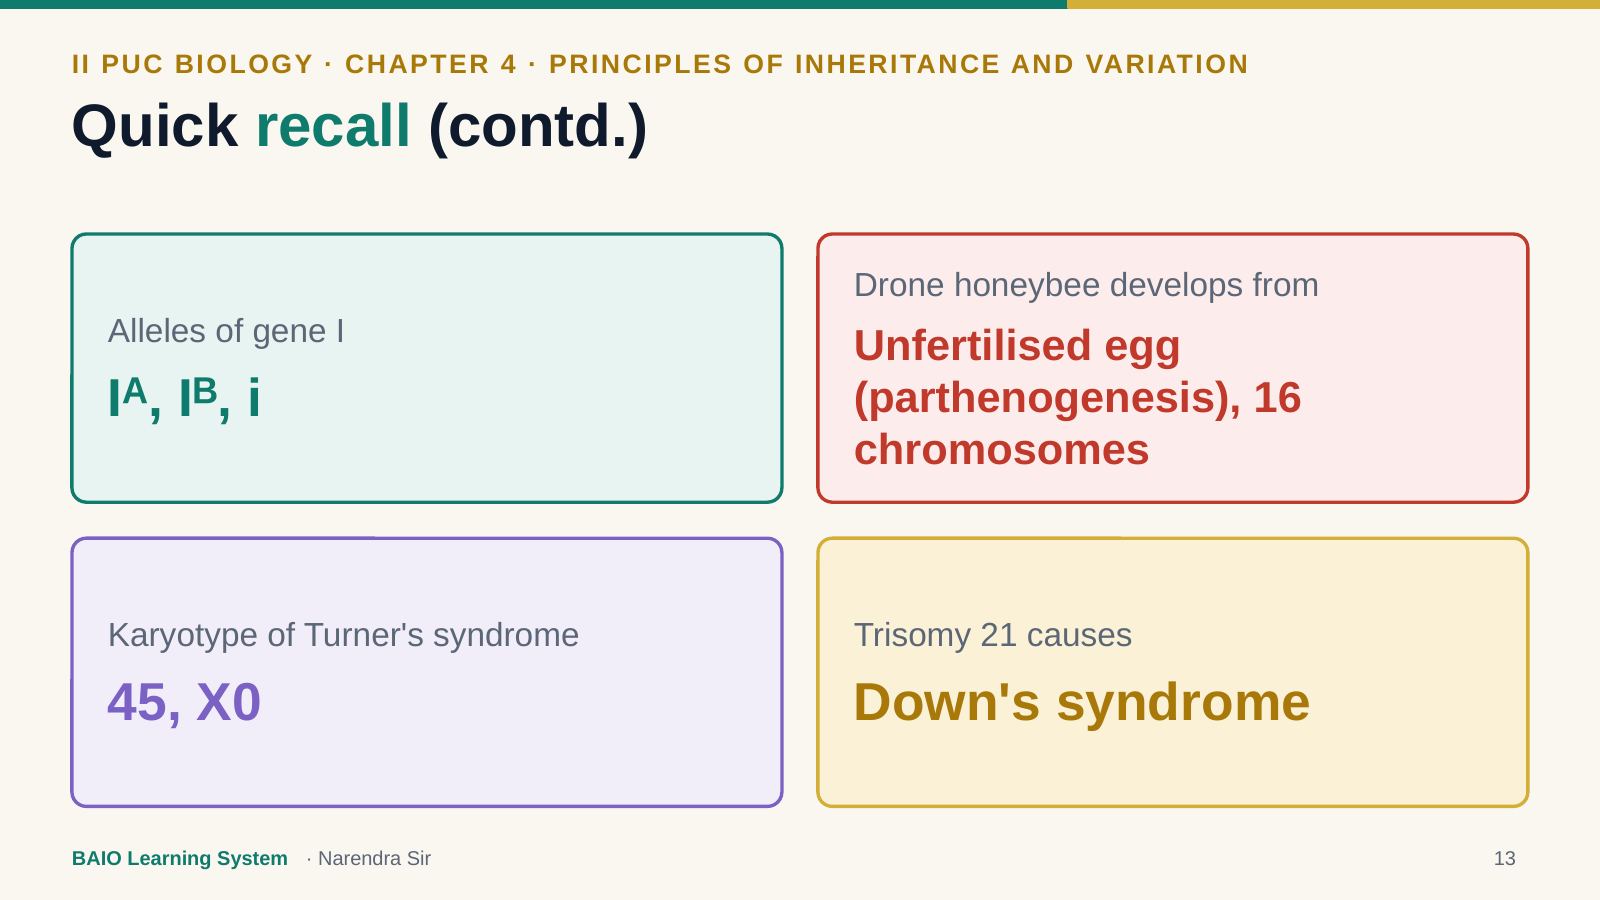 II PUC BIOLOGY · CHAPTER 4 · PRINCIPLES OF INHERITANCE AND VARIATION
Quick recall (contd.)
Alleles of gene I
Iᴬ, Iᴮ, i
Drone honeybee develops from
Unfertilised egg
(parthenogenesis), 16
chromosomes
Karyotype of Turner's syndrome
45, X0
Trisomy 21 causes
Down's syndrome
BAIO Learning System · Narendra Sir
13